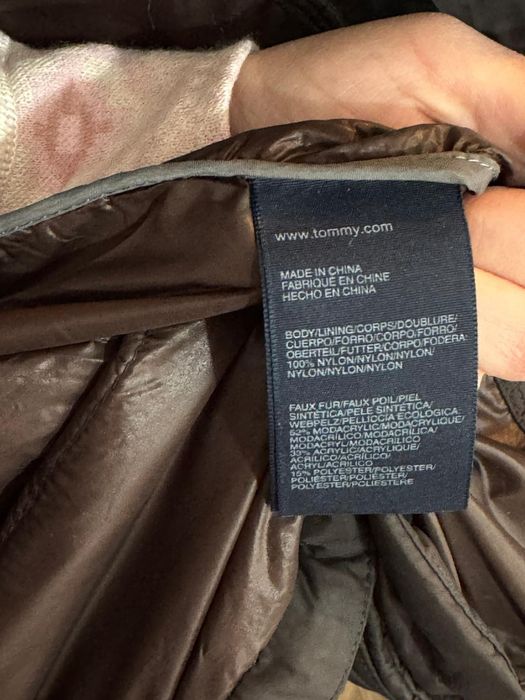 www.tommy.com
MADE IN CHINA
FABRIQUÉ EN CHINE
HECHO EN CHINA
BODY/LINING/CORPS/DOUBLURE/
CUERPO/FORRO/CORPO/FORRO/
OBERTEIL/FUTTER/CORPO/FODERA:
100% NYLON/NYLON/NYLON/
NYLON/NYLON/NYLON
FAUX FUR/FAUX POIL/PIEL
SINTÉTICA/PELE SINTÉTICA/
WEBPELZ/PELLICCIA ECOLOGICA:
52% MODACRYLIC/MODACRYLIQUE/
MODACRÍLICO/MODACRÍLICA/
MODACRYL/MODACRILICO
33% ACRYLIC/ACRYLIQUE/
ACRÍLICO/ACRÍLICO/
ACRYL/ACRILICO
15% POLYESTER/POLYESTER/
POLIÉSTER/POLIÉSTER/
POLYESTER/POLIESTERE